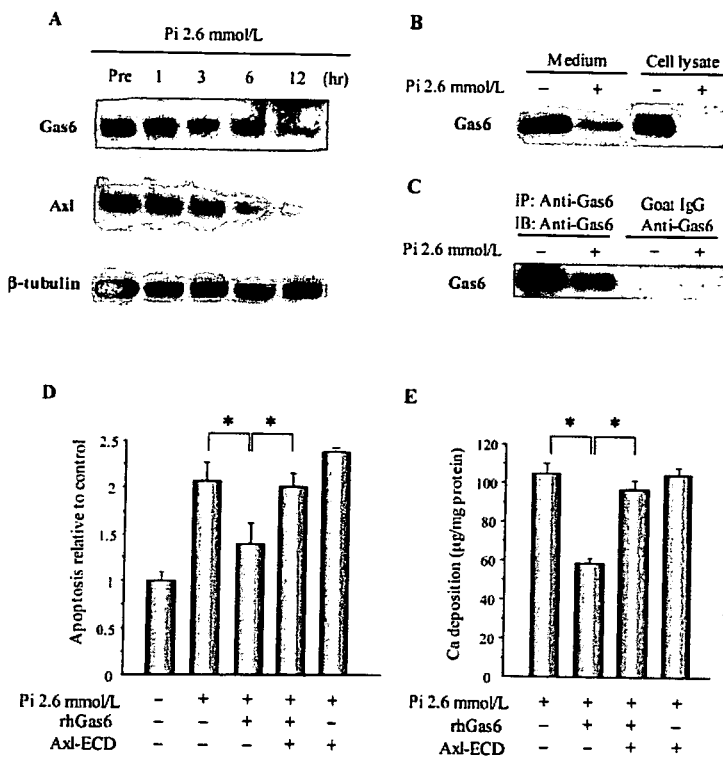 A
Pi 2.6 mmol/L
Pre 1 3 6 12 (hr)
Gas6
Axl
β-tubulin
B
Medium Cell lysate
Pi 2.6 mmol/L − + − +
Gas6
C
IP: Anti-Gas6 Goat IgG
IB: Anti-Gas6 Anti-Gas6
Pi 2.6 mmol/L − + − +
Gas6
D
* *
Apoptosis relative to control
2.5
2
1.5
1
0.5
0
Pi 2.6 mmol/L − + + + +
rhGas6 − − + + −
Axl-ECD − − − + +
E
* *
Ca deposition (µg/mg protein)
120
100
80
60
40
20
0
Pi 2.6 mmol/L + + + +
rhGas6 − + + −
Axl-ECD − − + +